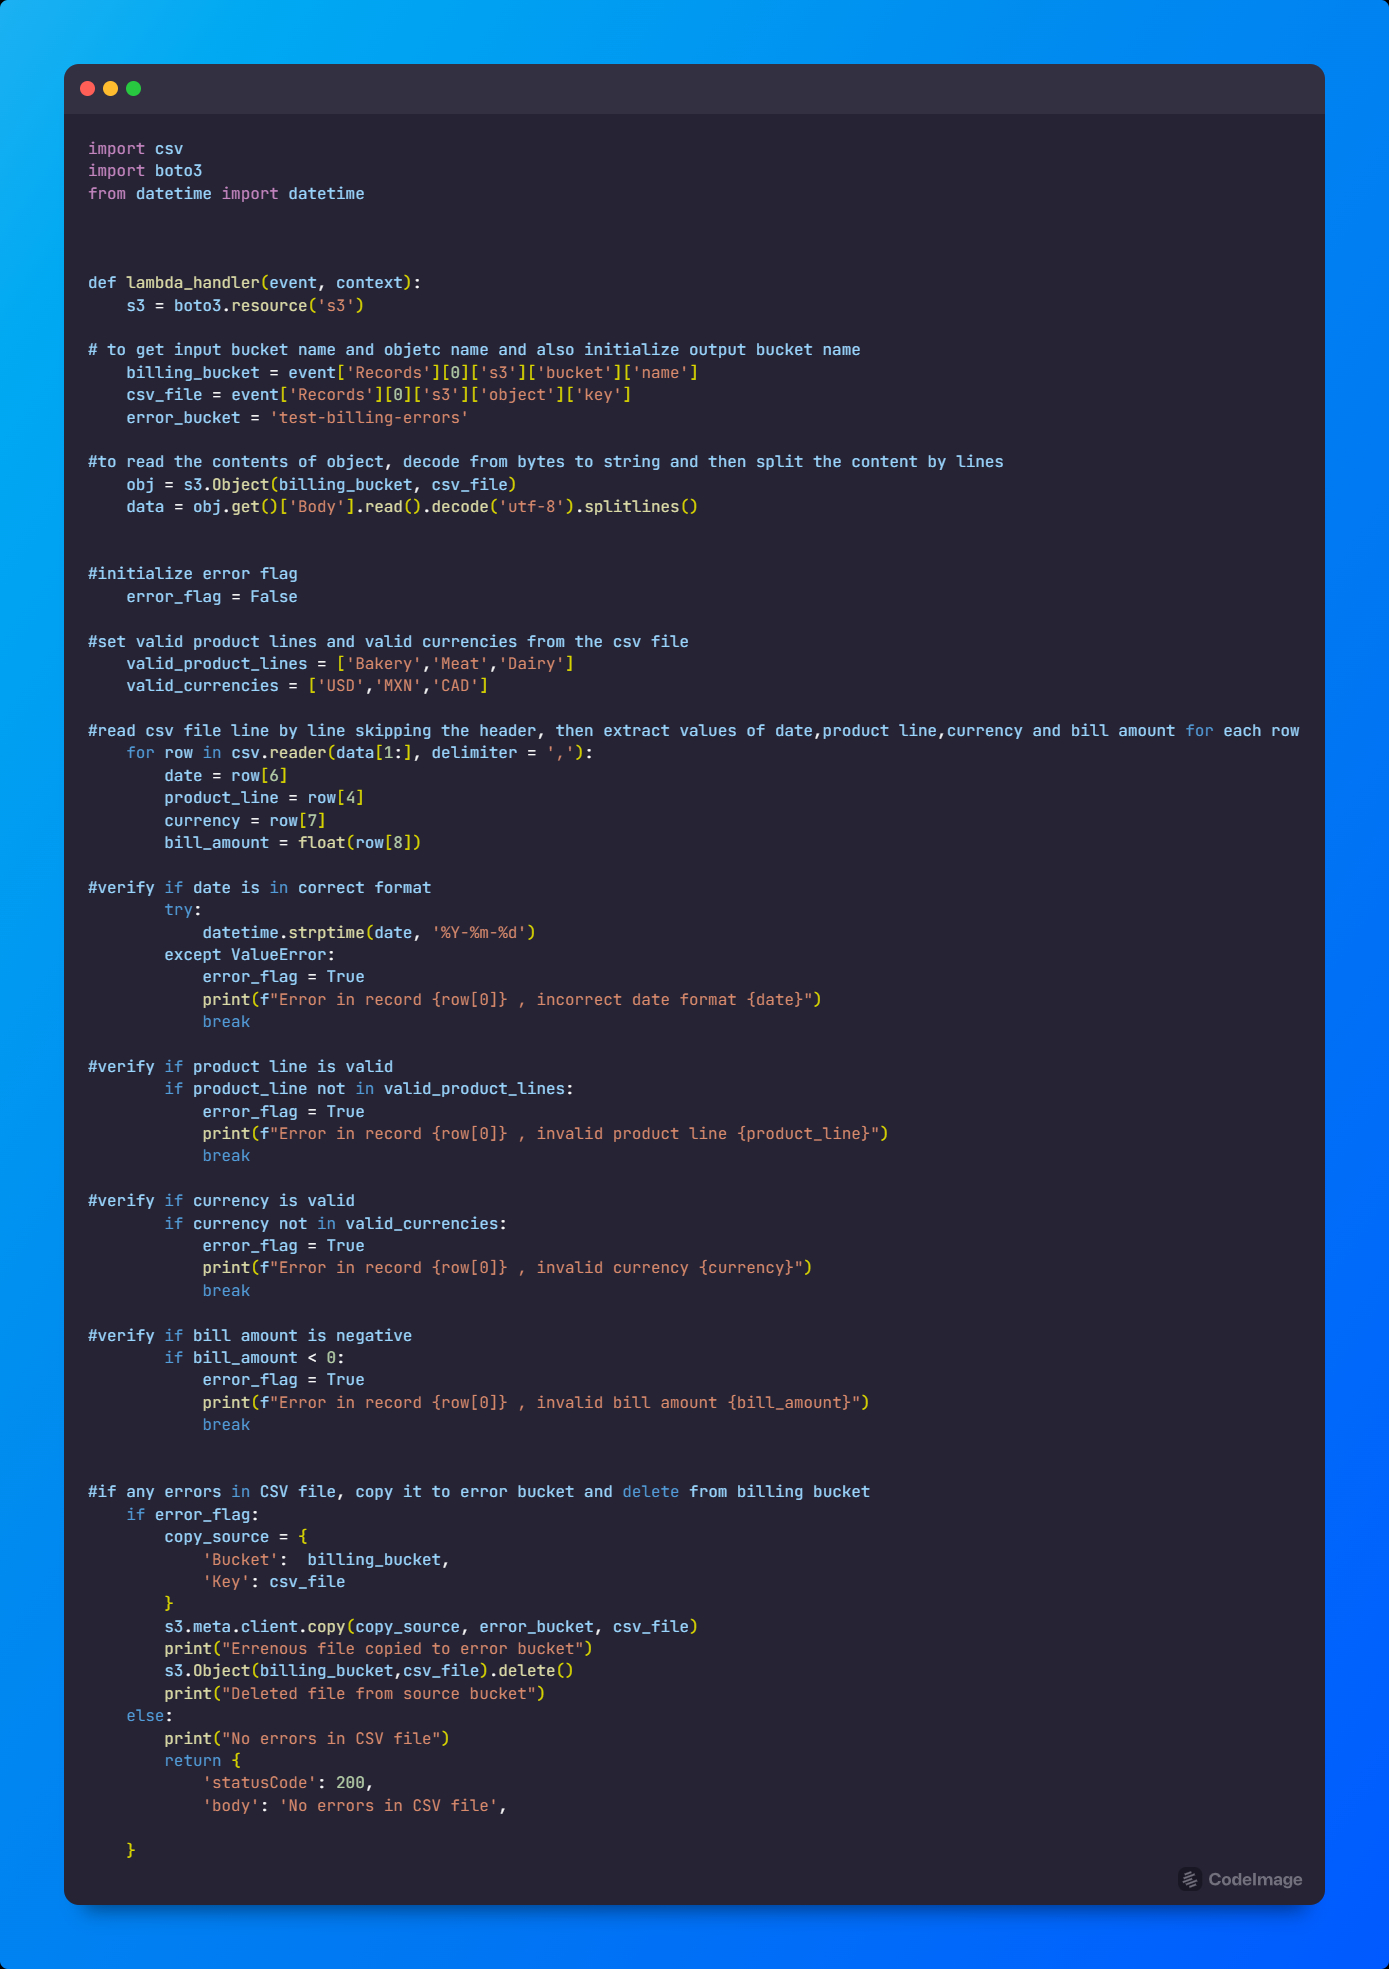 import csv
import boto3
from datetime import datetime

def lambda_handler(event, context):
    s3 = boto3.resource('s3')

# to get input bucket name and objetc name and also initialize output bucket name
    billing_bucket = event['Records'][0]['s3']['bucket']['name']
    csv_file = event['Records'][0]['s3']['object']['key']
    error_bucket = 'test-billing-errors'

#to read the contents of object, decode from bytes to string and then split the content by lines
    obj = s3.Object(billing_bucket, csv_file)
    data = obj.get()['Body'].read().decode('utf-8').splitlines()

#initialize error flag
    error_flag = False

#set valid product lines and valid currencies from the csv file
    valid_product_lines = ['Bakery','Meat','Dairy']
    valid_currencies = ['USD','MXN','CAD']

#read csv file line by line skipping the header, then extract values of date,product line,currency and bill amount for each row
    for row in csv.reader(data[1:], delimiter = ','):
        date = row[6]
        product_line = row[4]
        currency = row[7]
        bill_amount = float(row[8])

#verify if date is in correct format
        try:
            datetime.strptime(date, '%Y-%m-%d')
        except ValueError:
            error_flag = True
            print(f"Error in record {row[0]} , incorrect date format {date}")
            break

#verify if product line is valid
        if product_line not in valid_product_lines:
            error_flag = True
            print(f"Error in record {row[0]} , invalid product line {product_line}")
            break

#verify if currency is valid
        if currency not in valid_currencies:
            error_flag = True
            print(f"Error in record {row[0]} , invalid currency {currency}")
            break

#verify if bill amount is negative
        if bill_amount < 0:
            error_flag = True
            print(f"Error in record {row[0]} , invalid bill amount {bill_amount}")
            break

#if any errors in CSV file, copy it to error bucket and delete from billing bucket
    if error_flag:
        copy_source = {
            'Bucket':  billing_bucket,
            'Key': csv_file
        }
        s3.meta.client.copy(copy_source, error_bucket, csv_file)
        print("Errenous file copied to error bucket")
        s3.Object(billing_bucket,csv_file).delete()
        print("Deleted file from source bucket")
    else:
        print("No errors in CSV file")
        return {
            'statusCode': 200,
            'body': 'No errors in CSV file',

    }
CodeImage